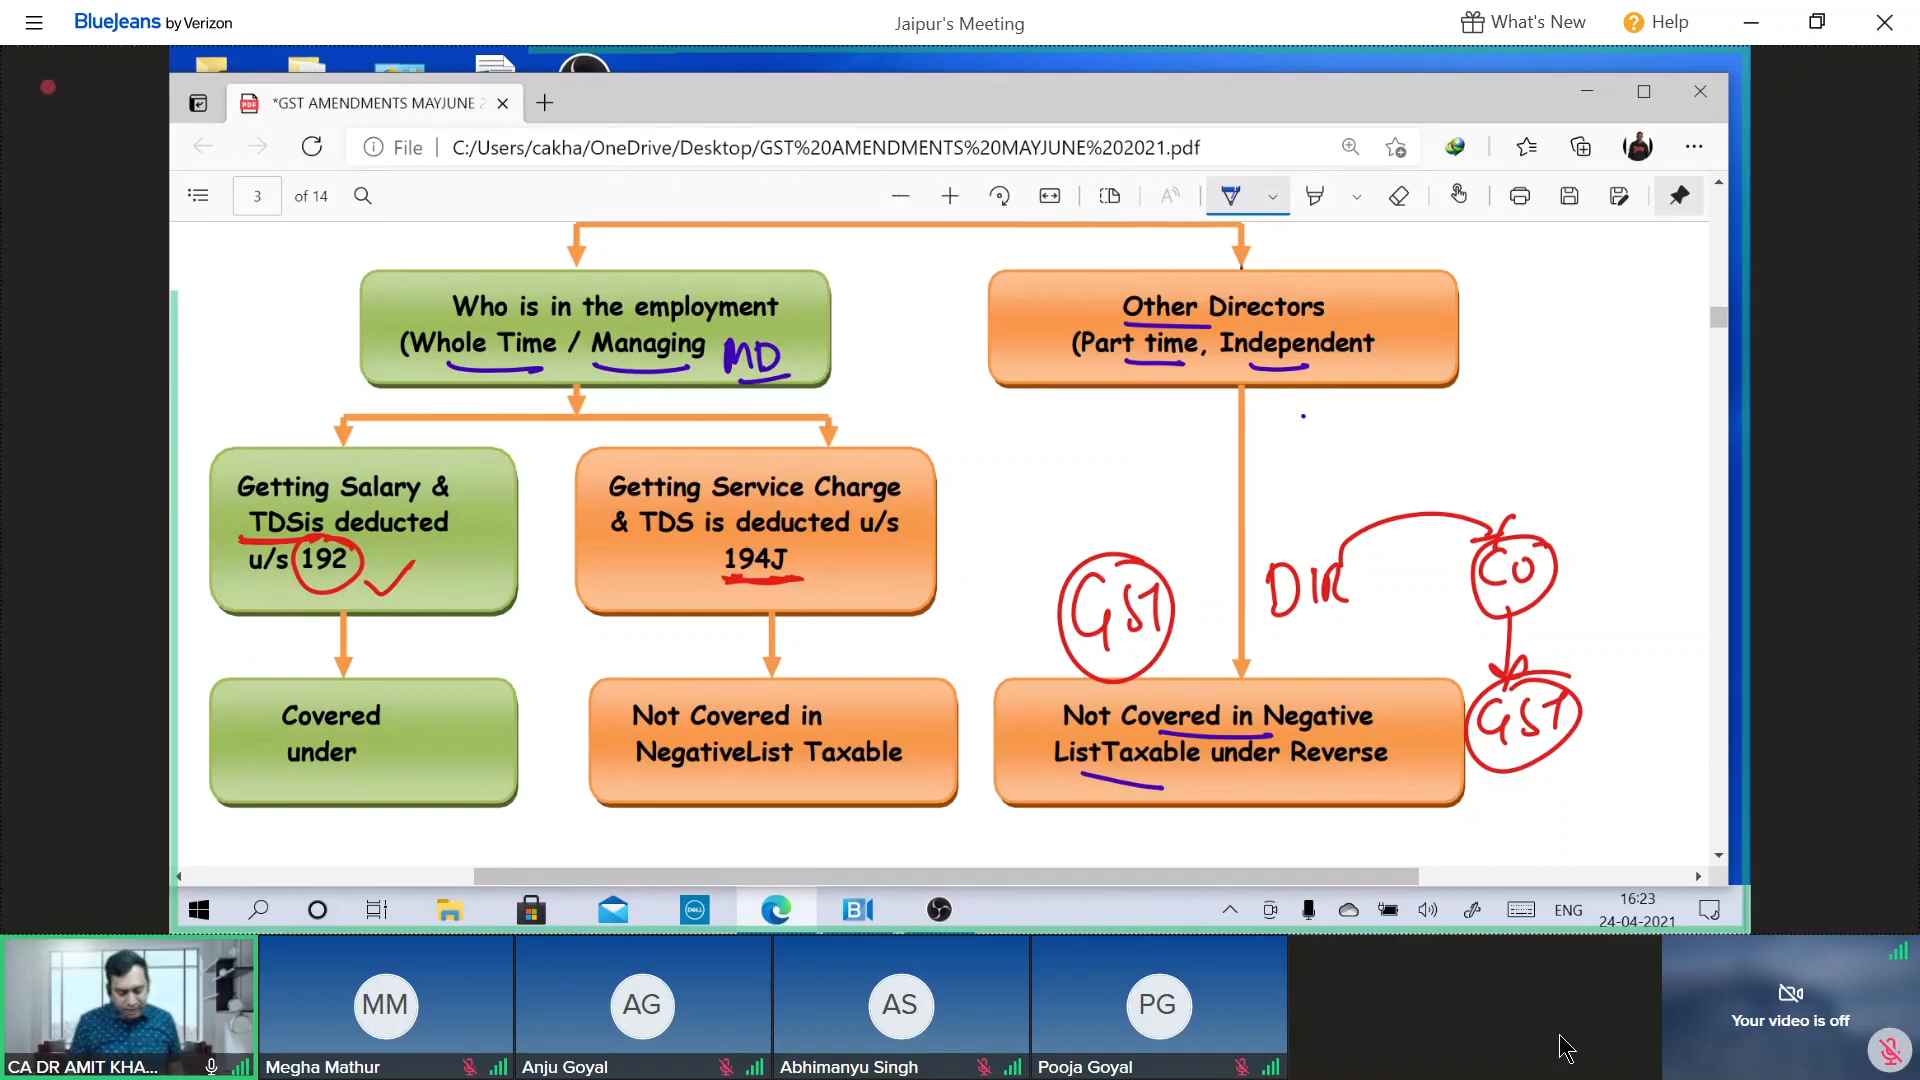 BlueJeans by Verizon
Jaipur's Meeting
What's New
Help
*GST AMENDMENTS MAYJUNE 2
File
C:/Users/cakha/OneDrive/Desktop/GST%20AMENDMENTS%20MAYJUNE%202021.pdf
3 of 14
Who is in the employment
(Whole Time / Managing MD
Other Directors
(Part time, Independent
Getting Salary &
TDSis deducted
u/s 192
Getting Service Charge
& TDS is deducted u/s
194J
GST
DIR
CO
GST
Covered
under
Not Covered in
NegativeList Taxable
Not Covered in Negative
ListTaxable under Reverse
DELL
ENG
16:23
24-04-2021
MM
AG
AS
PG
Your video is off
CA DR AMIT KHA...
Megha Mathur
Anju Goyal
Abhimanyu Singh
Pooja Goyal